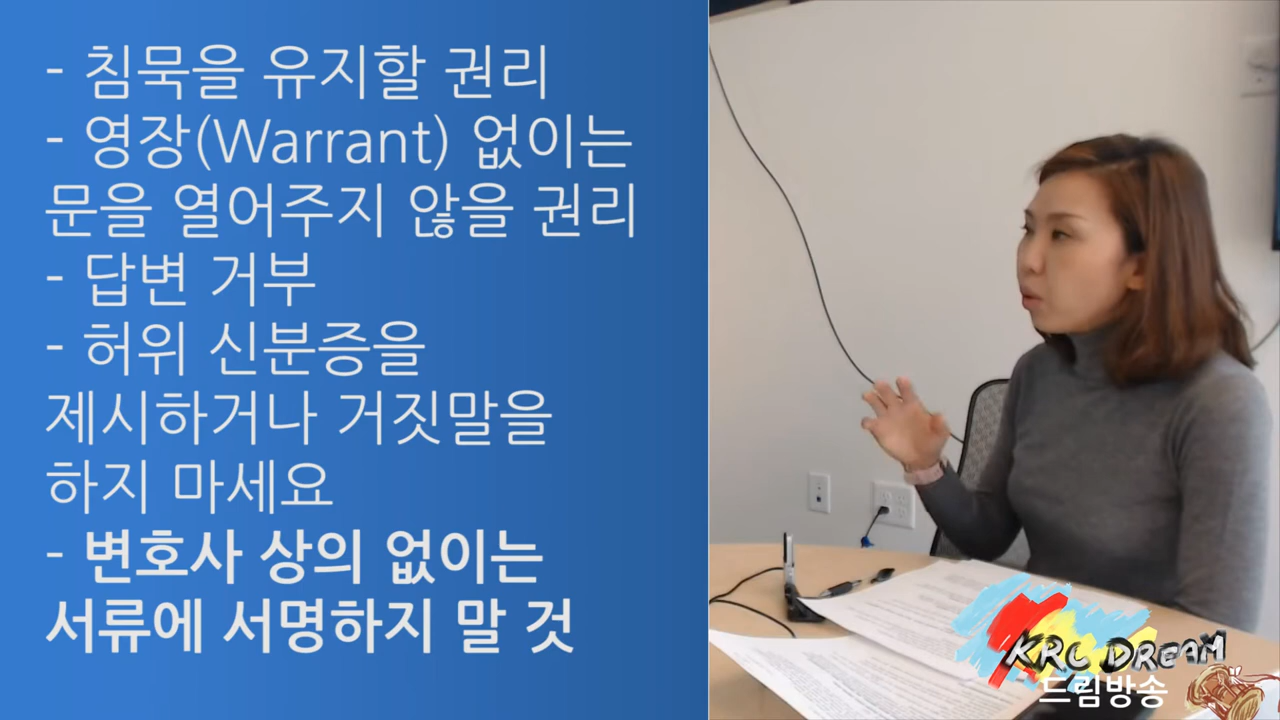 - 침묵을 유지할 권리
- 영장(Warrant) 없이는
문을 열어주지 않을 권리
- 답변 거부
- 허위 신분증을
제시하거나 거짓말을
하지 마세요
- 변호사 상의 없이는
서류에 서명하지 말 것
KRC DREAM
드림방송